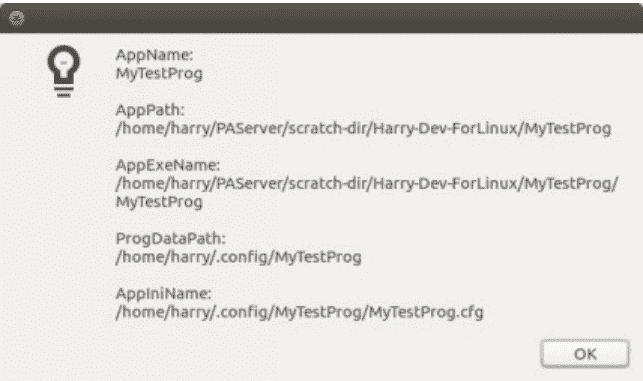 AppName:
MyTestProg
AppPath:
/home/harry/PAServer/scratch-dir/Harry-Dev-ForLinux/MyTestProg
AppExeName:
/home/harry/PAServer/scratch-dir/Harry-Dev-ForLinux/MyTestProg/
MyTestProg
ProgDataPath:
/home/harry/.config/MyTestProg
AppIniName:
/home/harry/.config/MyTestProg/MyTestProg.cfg
OK